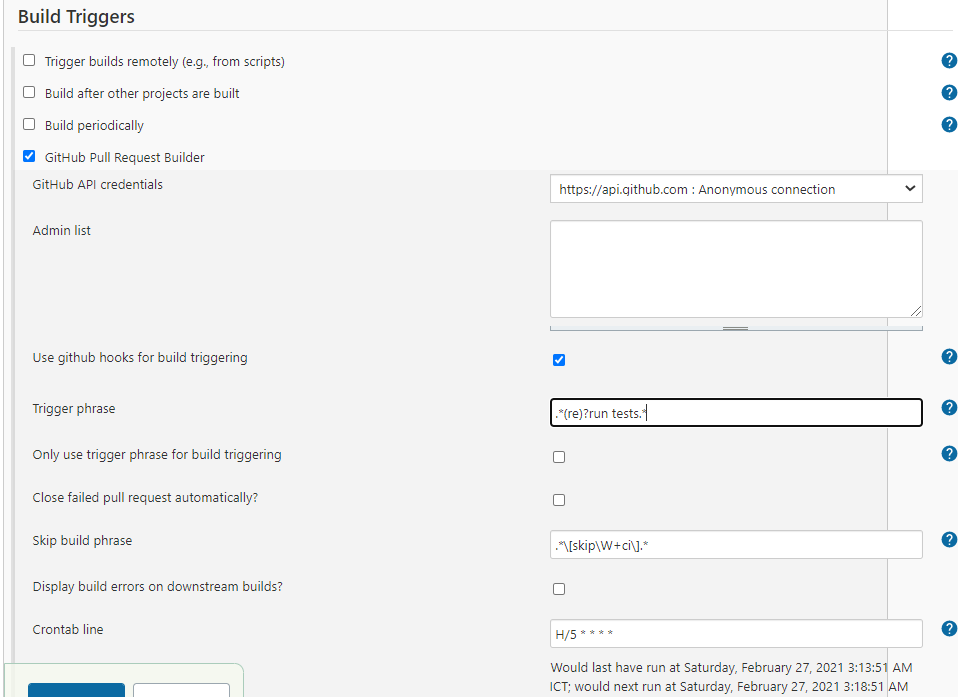 Build Triggers
Trigger builds remotely (e.g., from scripts)
?
Build after other projects are built
?
Build periodically
?
GitHub Pull Request Builder
GitHub API credentials
https://api.github.com : Anonymous connection
Admin list
Use github hooks for build triggering
?
Trigger phrase
.*(re)?run tests.*
?
Only use trigger phrase for build triggering
?
Close failed pull request automatically?
Skip build phrase
.*\[skip\W+ci\].*
?
Display build errors on downstream builds?
Crontab line
H/5 * * * *
?
Would last have run at Saturday, February 27, 2021 3:13:51 AM
ICT; would next run at Saturday, February 27, 2021 3:18:51 AM